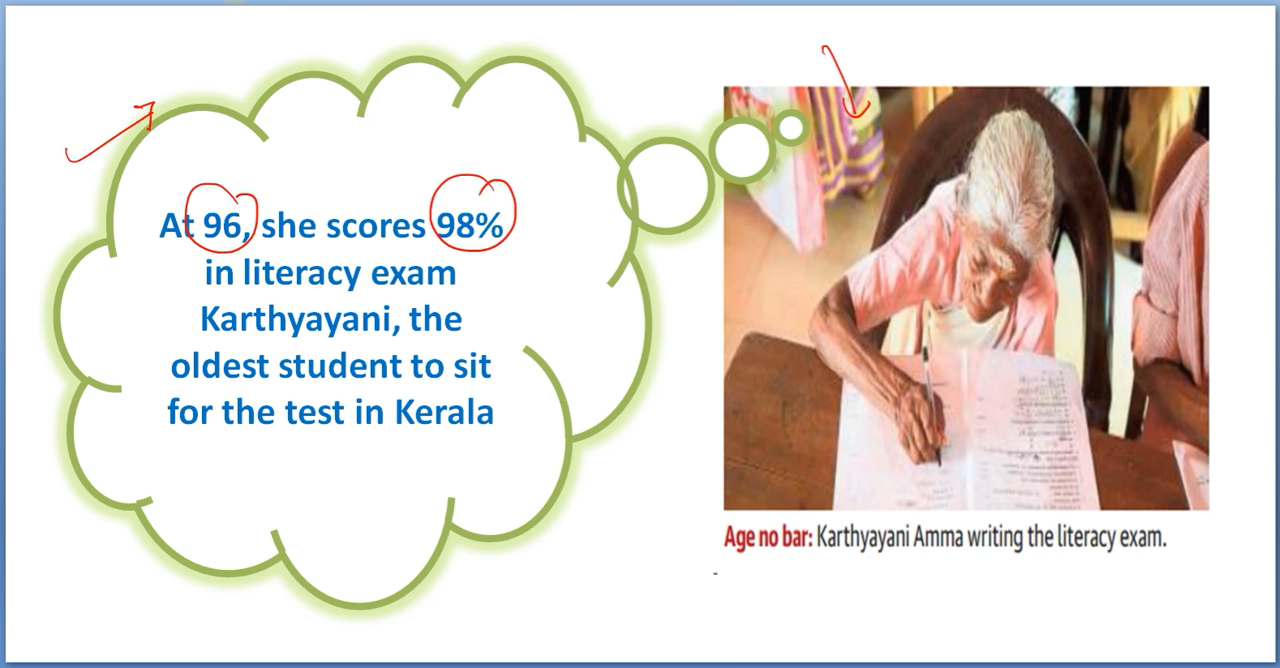 At 96, she scores 98%
in literacy exam
Karthyayani, the
oldest student to sit
for the test in Kerala
Age no bar: Karthyayani Amma writing the literacy exam.